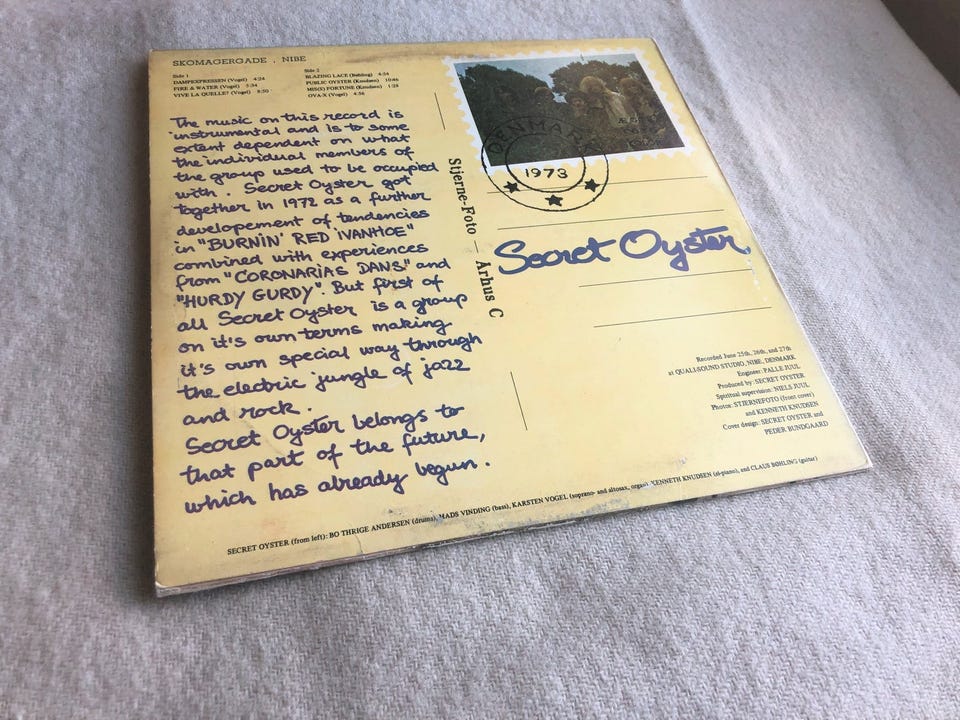 SKOMAGERGADE . NIBE
Side 1
DAMPEXPRESSEN (Vogel) 4:24
FIRE & WATER (Vogel) 5:34
VIVE LA QUELLE? (Vogel) 8:50
Side 2
BLAZING LACE (Bøhling) 4:54
PUBLIC OYSTER (Knudsen) 10:46
MIS(S) FORTUNE (Knudsen) 1:28
OVA-X (Vogel) 4:56
The music on this record is
instrumental and is to some
extent dependent on what
the individual members of
the group used to be occupied
with. Secret Oyster got
together in 1972 as a further
developement of tendencies
in "BURNIN' RED IVANHOE"
combined with experiences
from "CORONARIAS DANS" and
"HURDY GURDY". But first of
all Secret Oyster is a group
on it's own terms making
it's own special way through
the electric jungle of jazz
and rock.
Secret Oyster belongs to
that part of the future,
which has already begun.
Stjerne-Foto — Århus C
DENMARK
1973
Secret Oyster.
Recorded June 25th, 26th, and 27th
at QUALI-SOUND STUDIO, NIBE, DENMARK
Engineer: PALLE JUUL
Produced by: SECRET OYSTER
Spiritual supervision: NIELS JUUL
Photos: STJERNEFOTO (front cover)
and KENNETH KNUDSEN
Cover design: SECRET OYSTER and
PEDER BUNDGAARD
SECRET OYSTER (from left): BO THRIGE ANDERSEN (drums), MADS VINDING (bass), KARSTEN VOGEL (soprano- and altosax, organ), KENNETH KNUDSEN (el-piano), and CLAUS BØHLING (guitar)